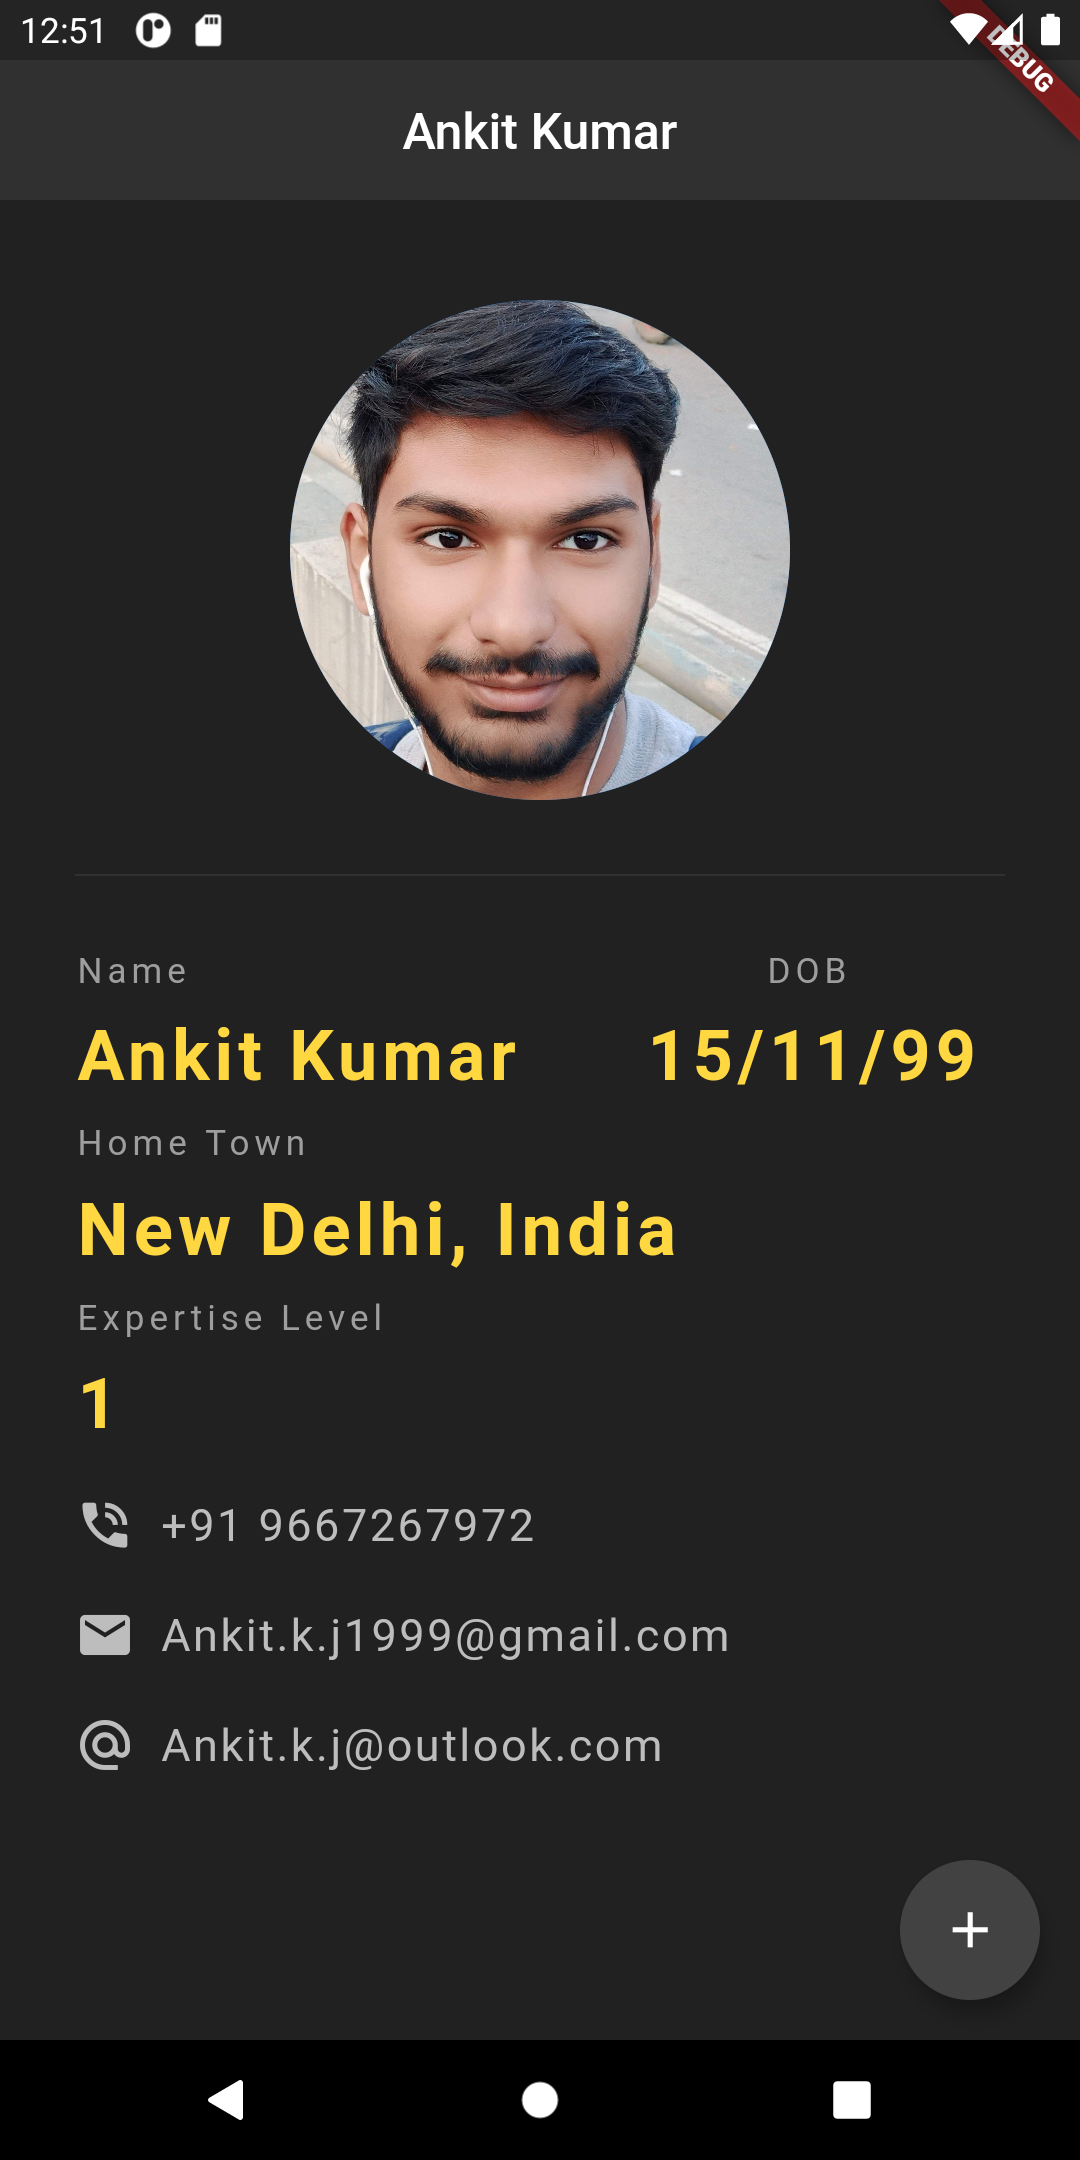 12:51
DEBUG
Ankit Kumar
Name DOB
Ankit Kumar 15/11/99
Home Town
New Delhi, India
Expertise Level
1
+91 9667267972
Ankit.k.j1999@gmail.com
Ankit.k.j@outlook.com